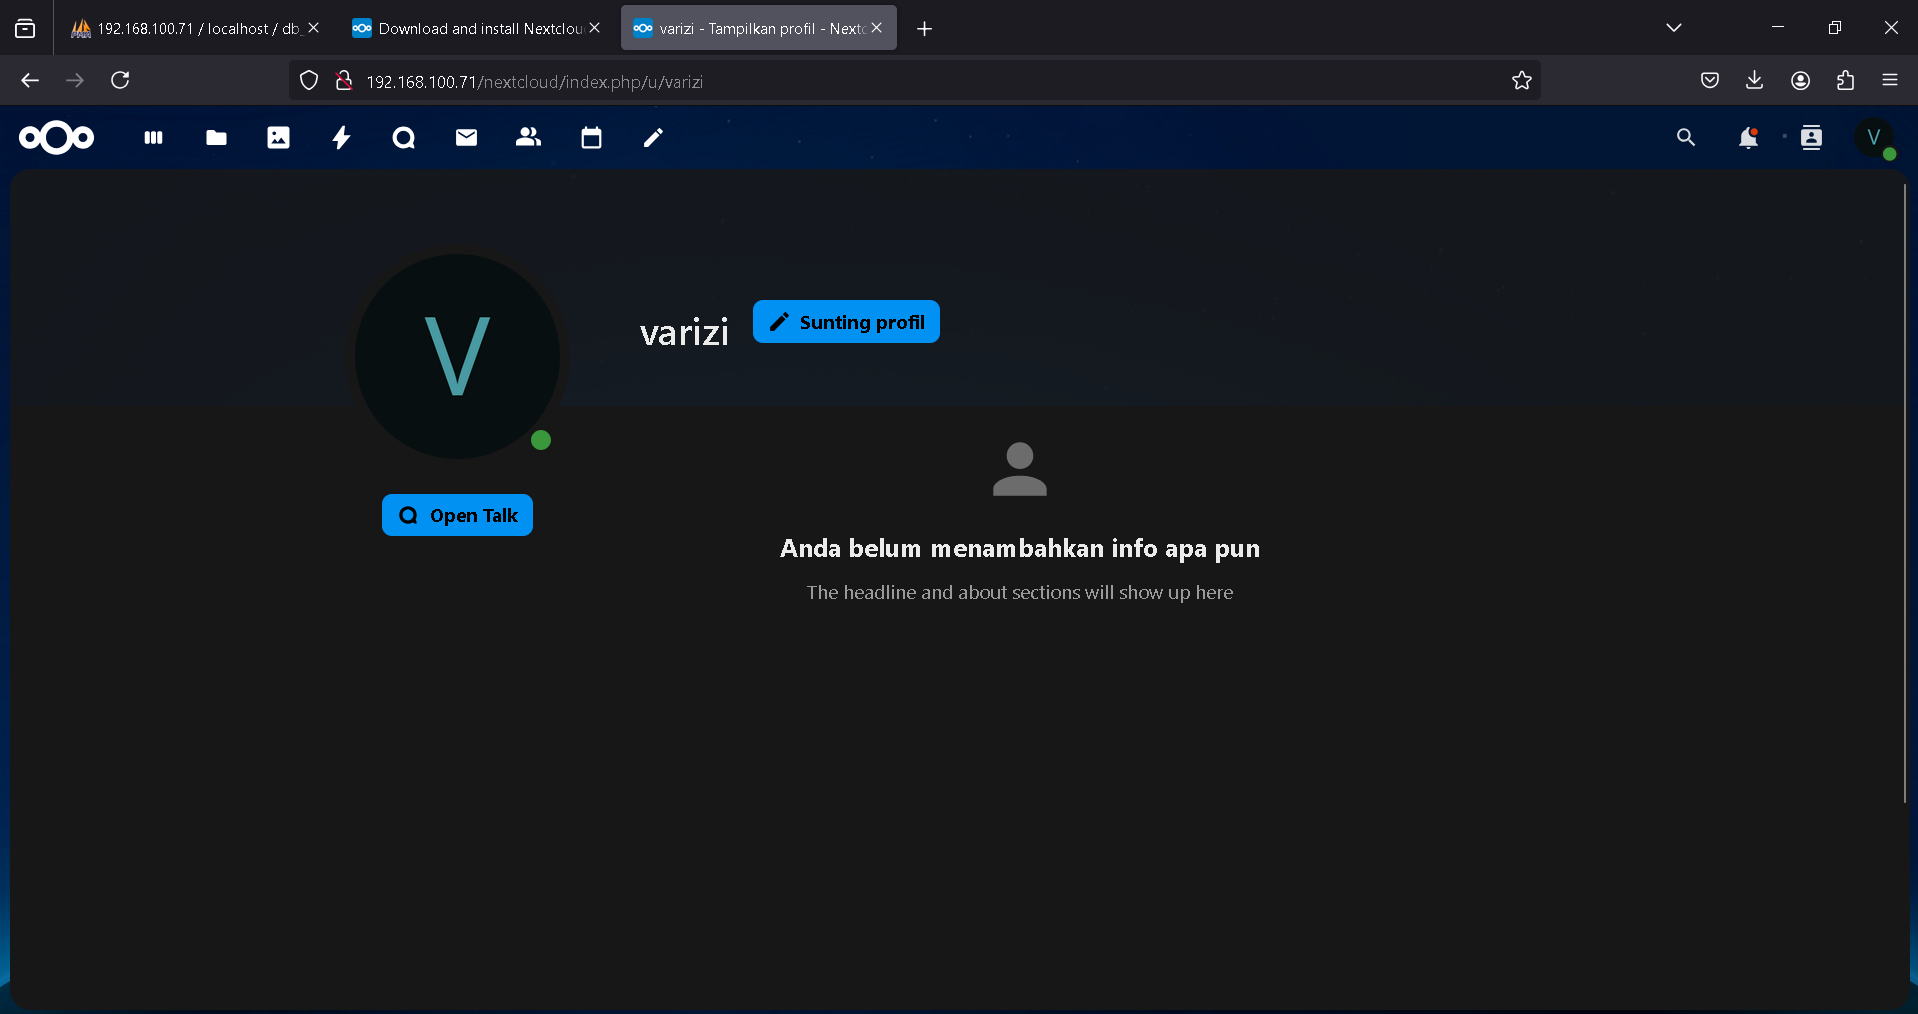 192.168.100.71 / localhost / db_
Download and install Nextclou
varizi - Tampilkan profil - Nextc
192.168.100.71/nextcloud/index.php/u/varizi
V
V
varizi
Sunting profil
Open Talk
Anda belum menambahkan info apa pun
The headline and about sections will show up here